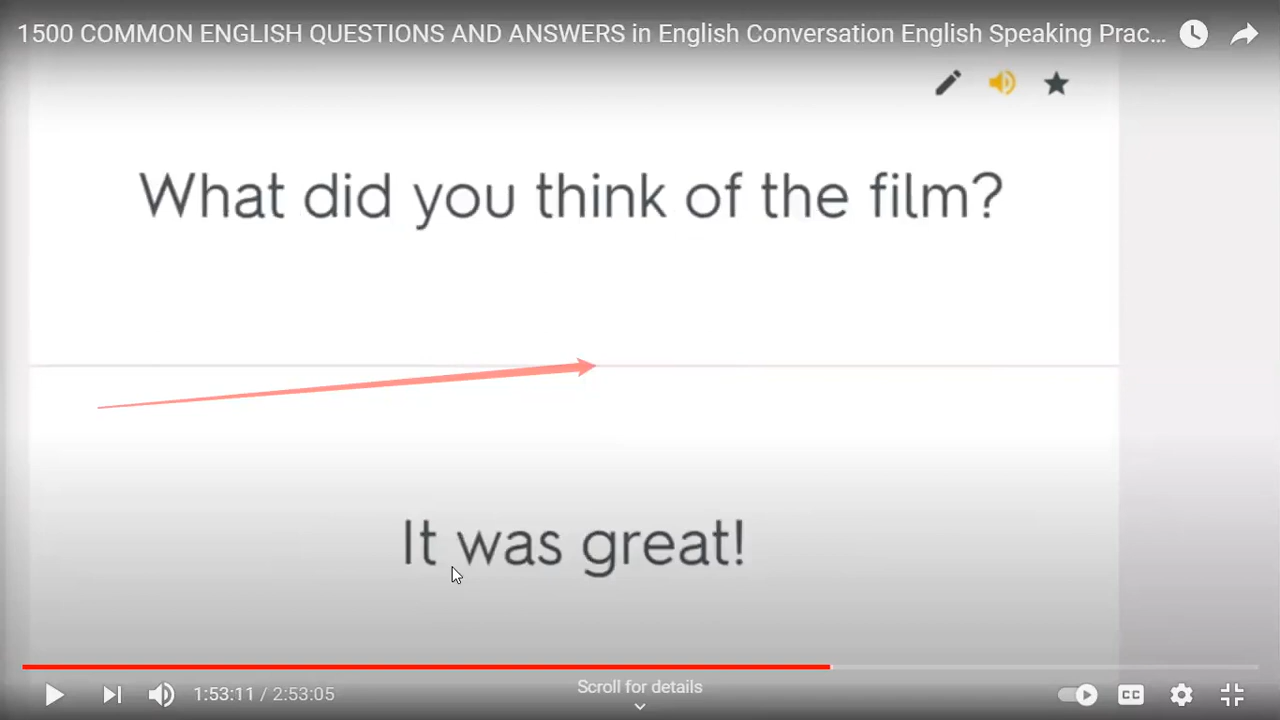 1500 COMMON ENGLISH QUESTIONS AND ANSWERS in English Conversation English Speaking Prac...
What did you think of the film?
It was great!
Scroll for details
1:53:11 / 2:53:05
CC